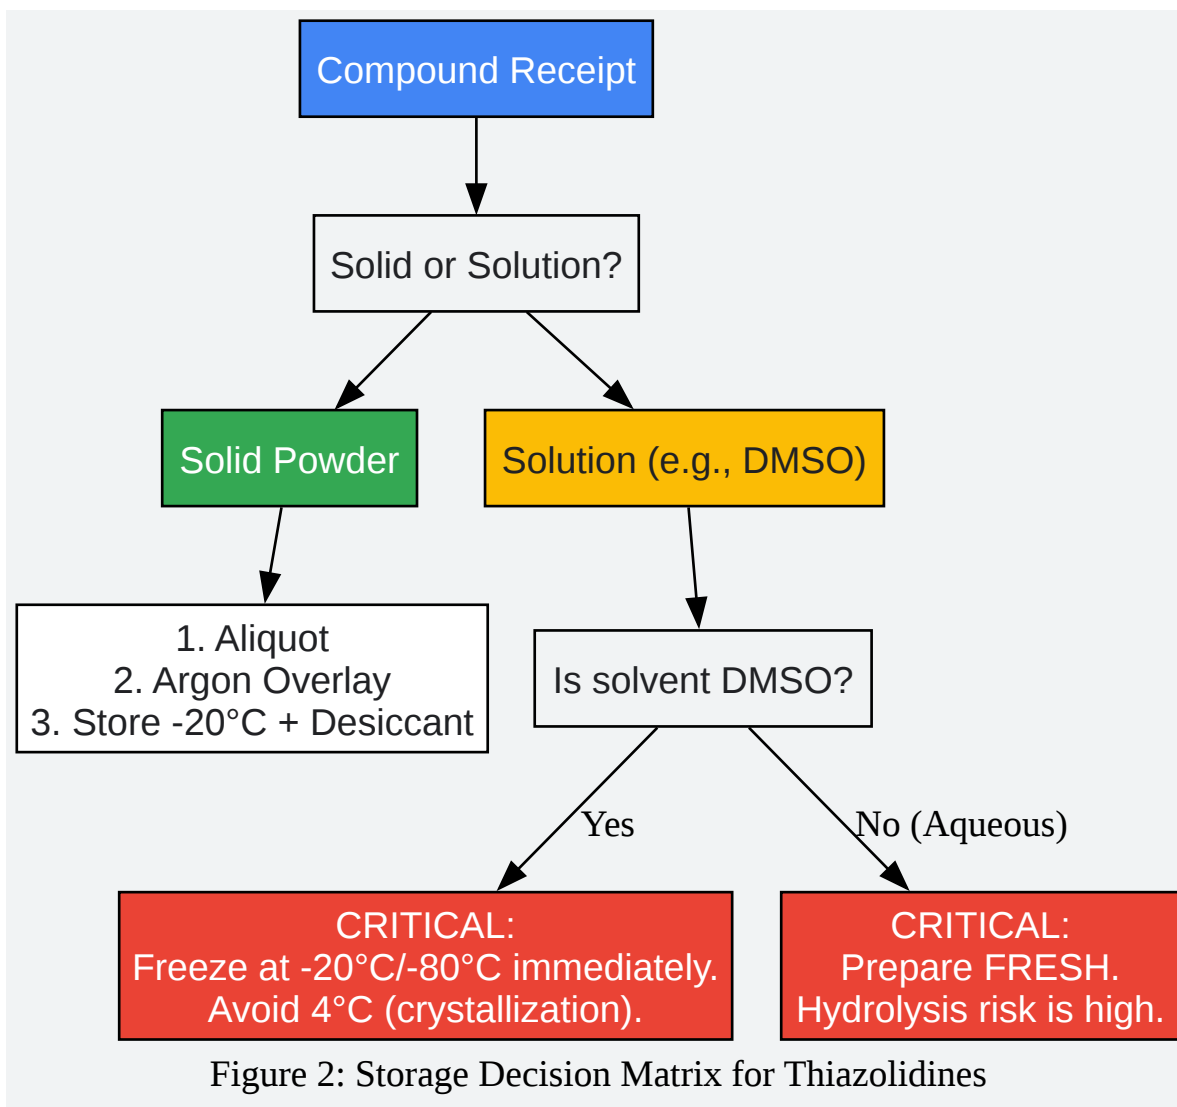 Compound Receipt
Solid or Solution?
Solid Powder
Solution (e.g., DMSO)
1. Aliquot
2. Argon Overlay
3. Store -20°C + Desiccant
Is solvent DMSO?
Yes
No (Aqueous)
CRITICAL:
Freeze at -20°C/-80°C immediately.
Avoid 4°C (crystallization).
CRITICAL:
Prepare FRESH.
Hydrolysis risk is high.
Figure 2: Storage Decision Matrix for Thiazolidines